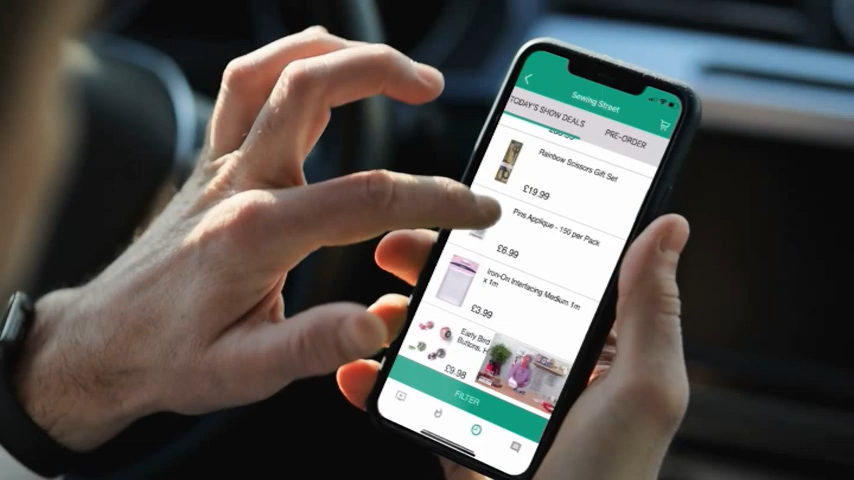 Sewing Street
TODAY'S SHOW DEALS
PRE-ORDER
Rainbow Scissors Gift Set
£19.99
Pins Applique - 150 per Pack
£6.99
Iron-On Interfacing Medium 1m
x 1m
£3.99
Early Bird
Buttons, H
£9.98
FILTER